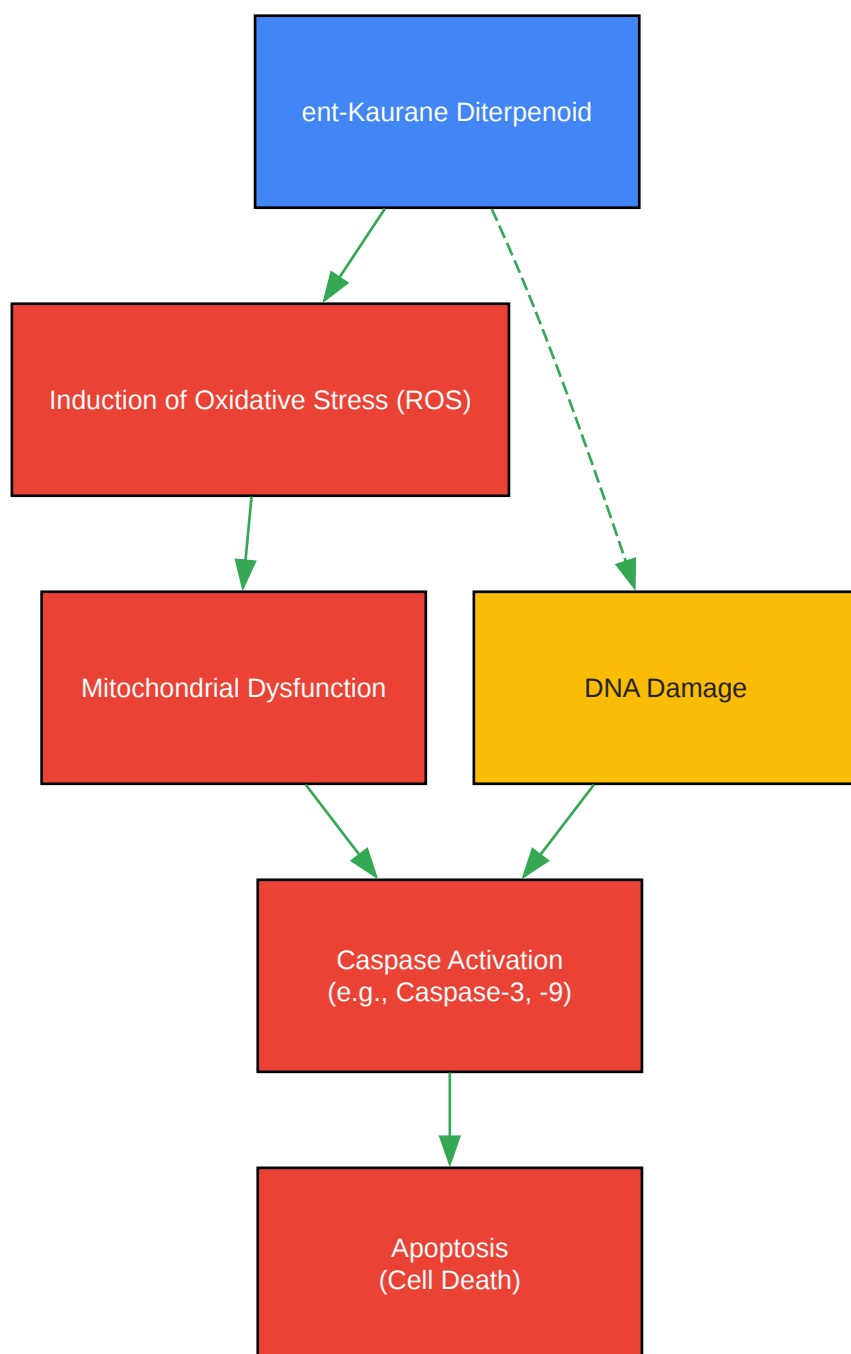 ent-Kaurane Diterpenoid
Induction of Oxidative Stress (ROS)
Mitochondrial Dysfunction
DNA Damage
Caspase Activation
(e.g., Caspase-3, -9)
Apoptosis
(Cell Death)